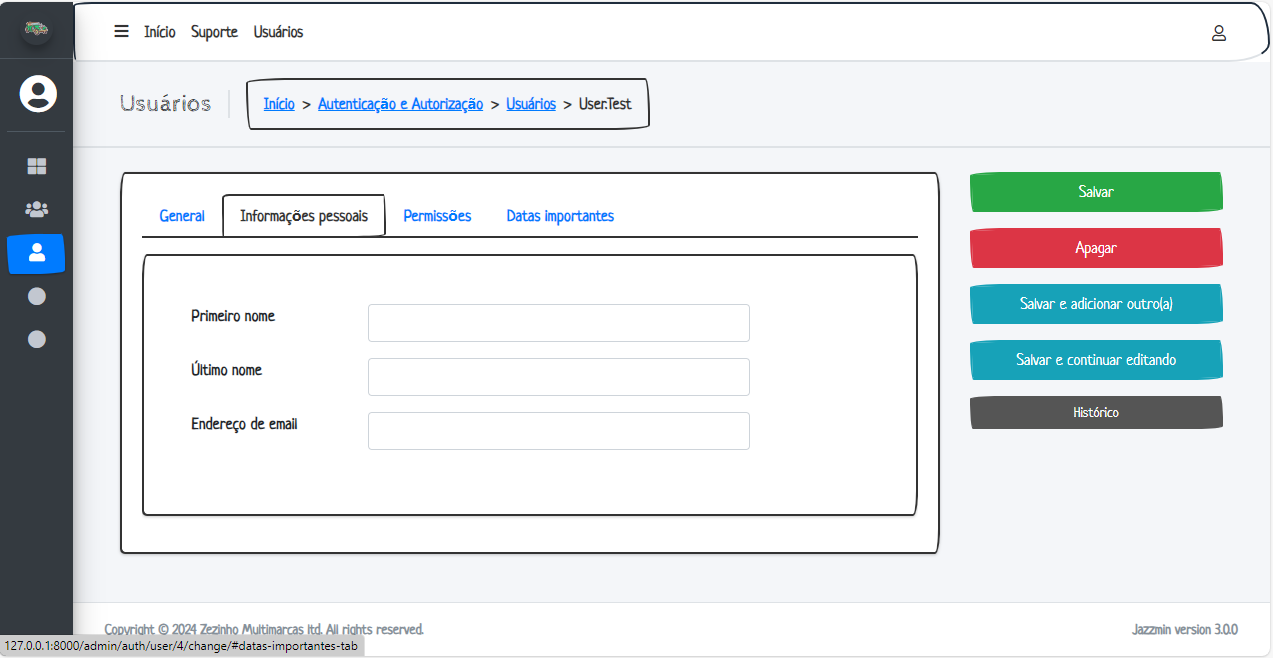 Início Suporte Usuários
Usuários
Início > Autenticação e Autorização > Usuários > User.Test
General Informações pessoais Permissões Datas importantes
Primeiro nome
Último nome
Endereço de email
Salvar
Apagar
Salvar e adicionar outro(a)
Salvar e continuar editando
Histórico
Copyright © 2024 Zezinho Multimarcas ltd. All rights reserved.
Jazzmin version 3.0.0
127.0.0.1:8000/admin/auth/user/4/change/#datas-importantes-tab